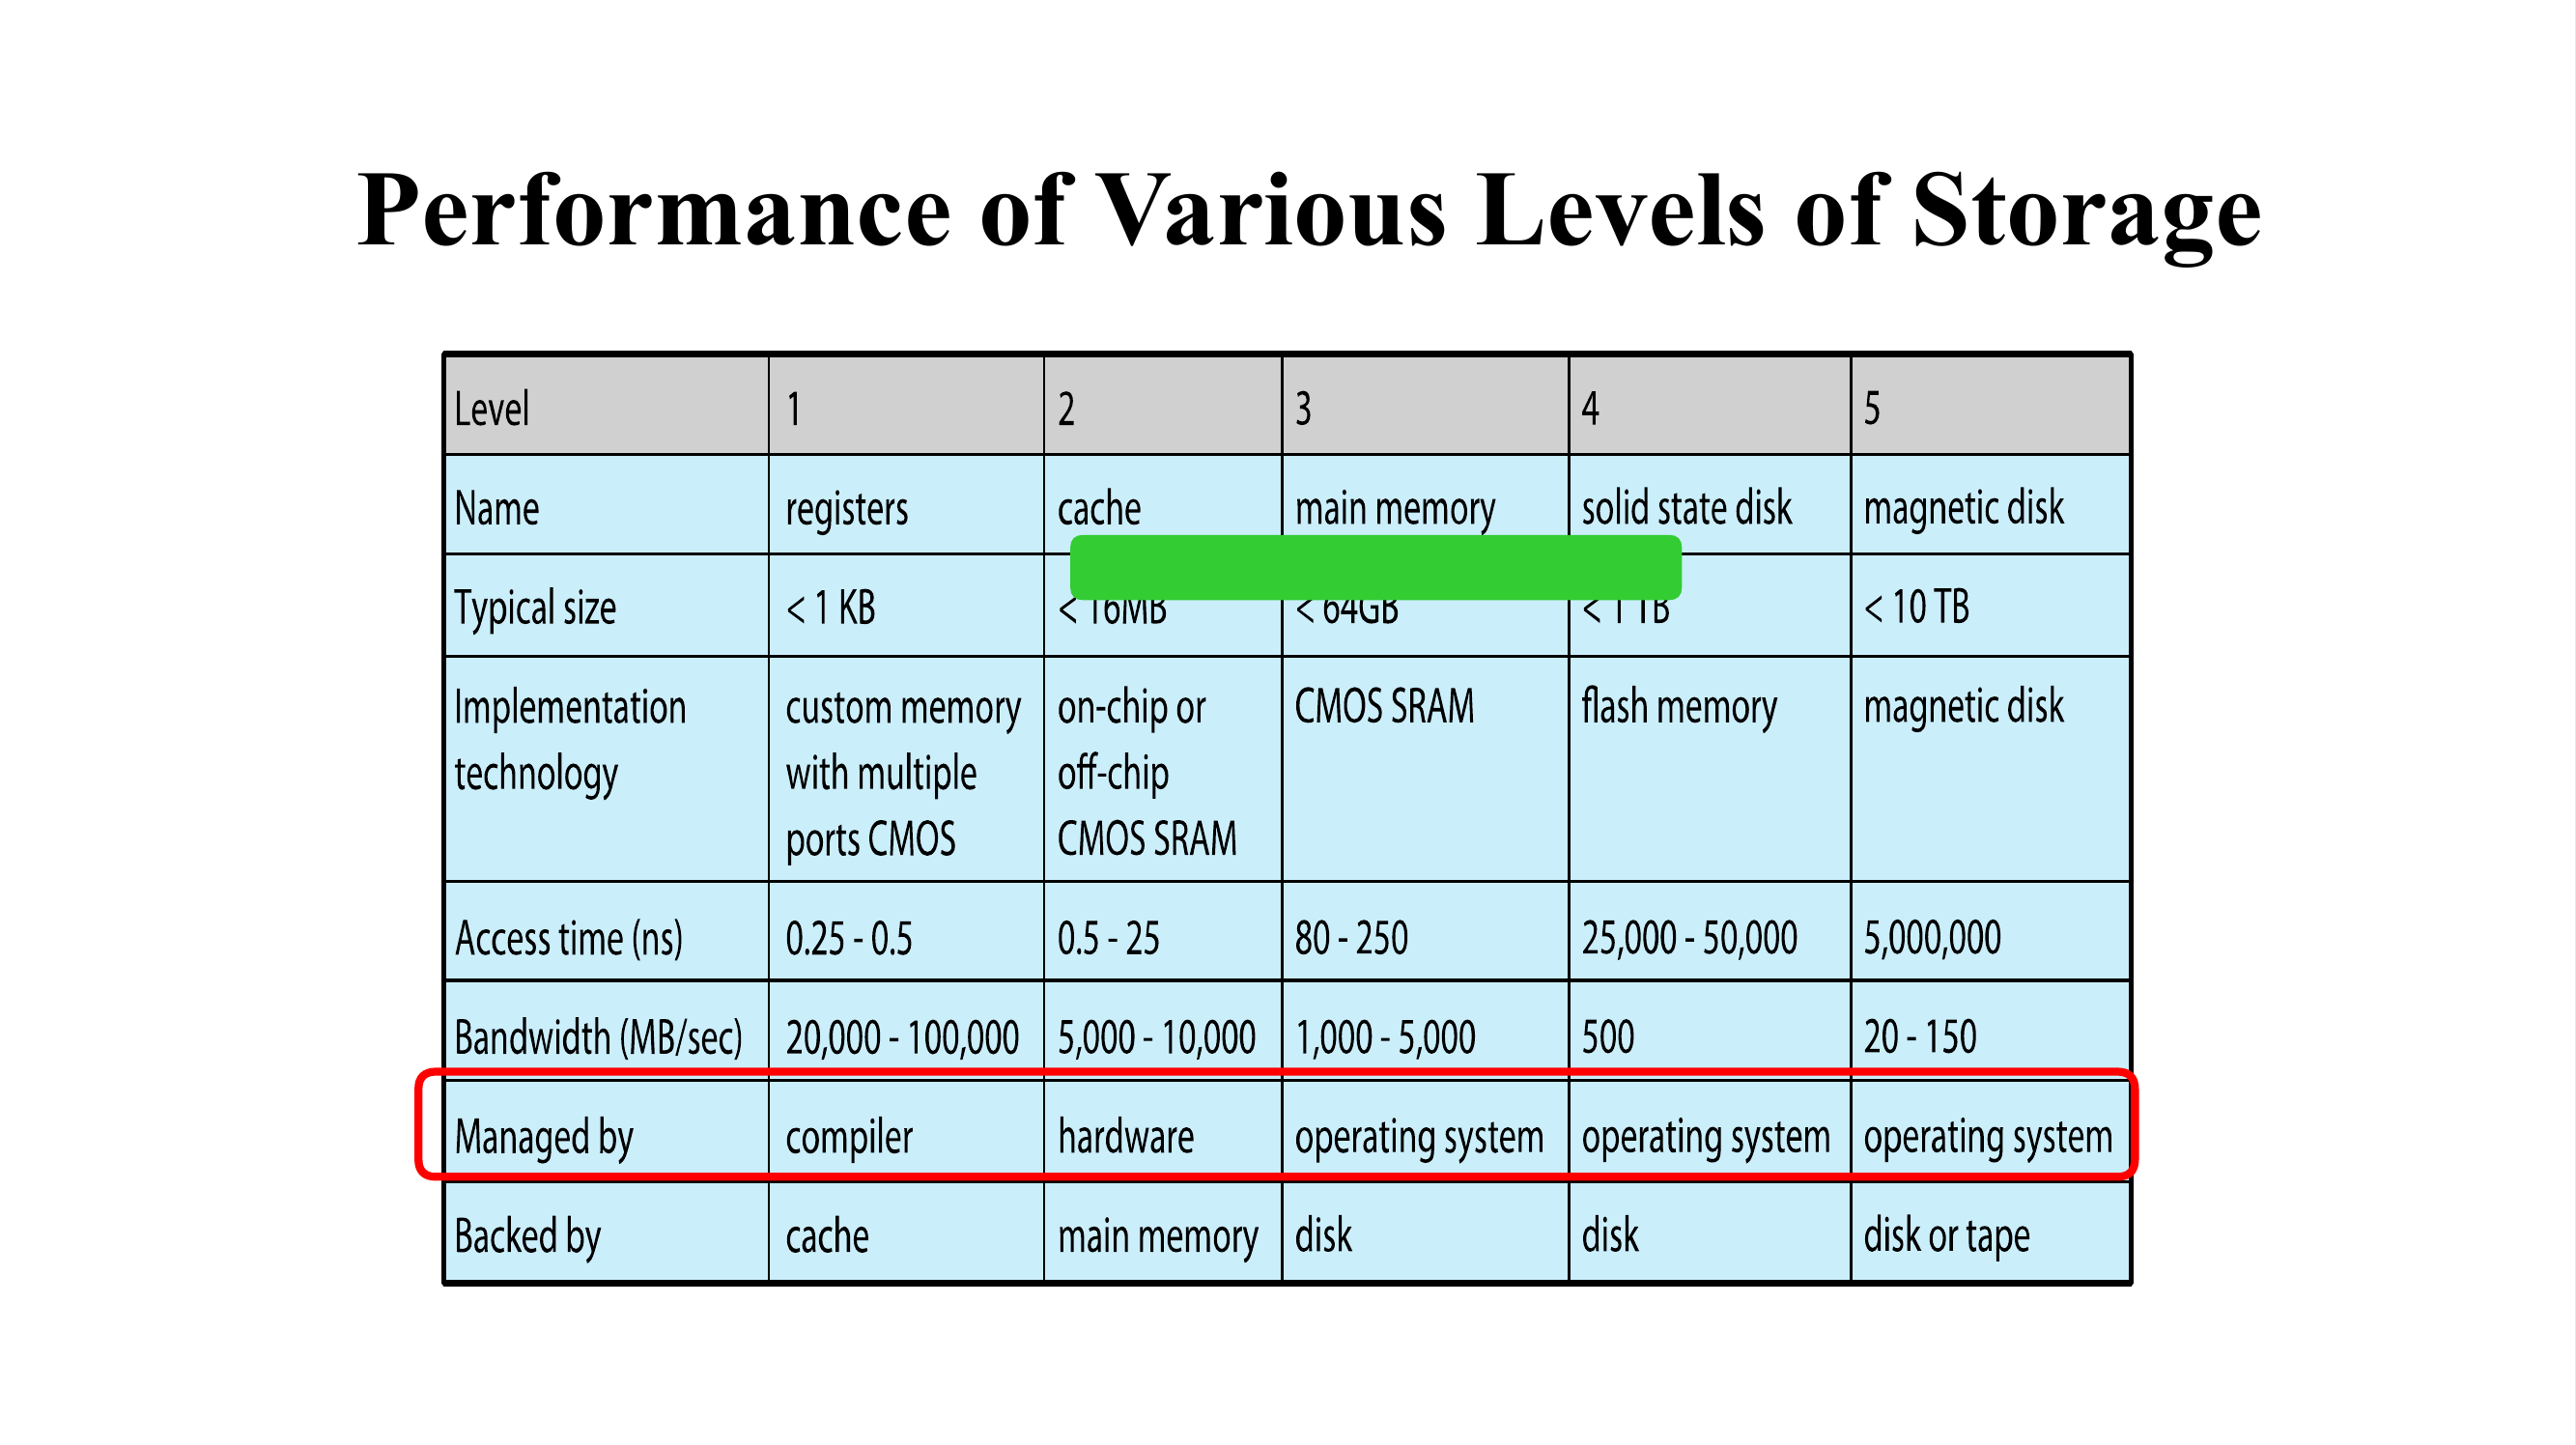 Performance of Various Levels of Storage
Level 1 2 3 4 5
Name registers cache main memory solid state disk magnetic disk
Typical size < 1 KB < 16MB < 64GB < 1 TB < 10 TB
Implementation custom memory on-chip or CMOS SRAM flash memory magnetic disk
technology with multiple off-chip
ports CMOS CMOS SRAM
Access time (ns) 0.25 - 0.5 0.5 - 25 80 - 250 25,000 - 50,000 5,000,000
Bandwidth (MB/sec) 20,000 - 100,000 5,000 - 10,000 1,000 - 5,000 500 20 - 150
Managed by compiler hardware operating system operating system operating system
Backed by cache main memory disk disk disk or tape